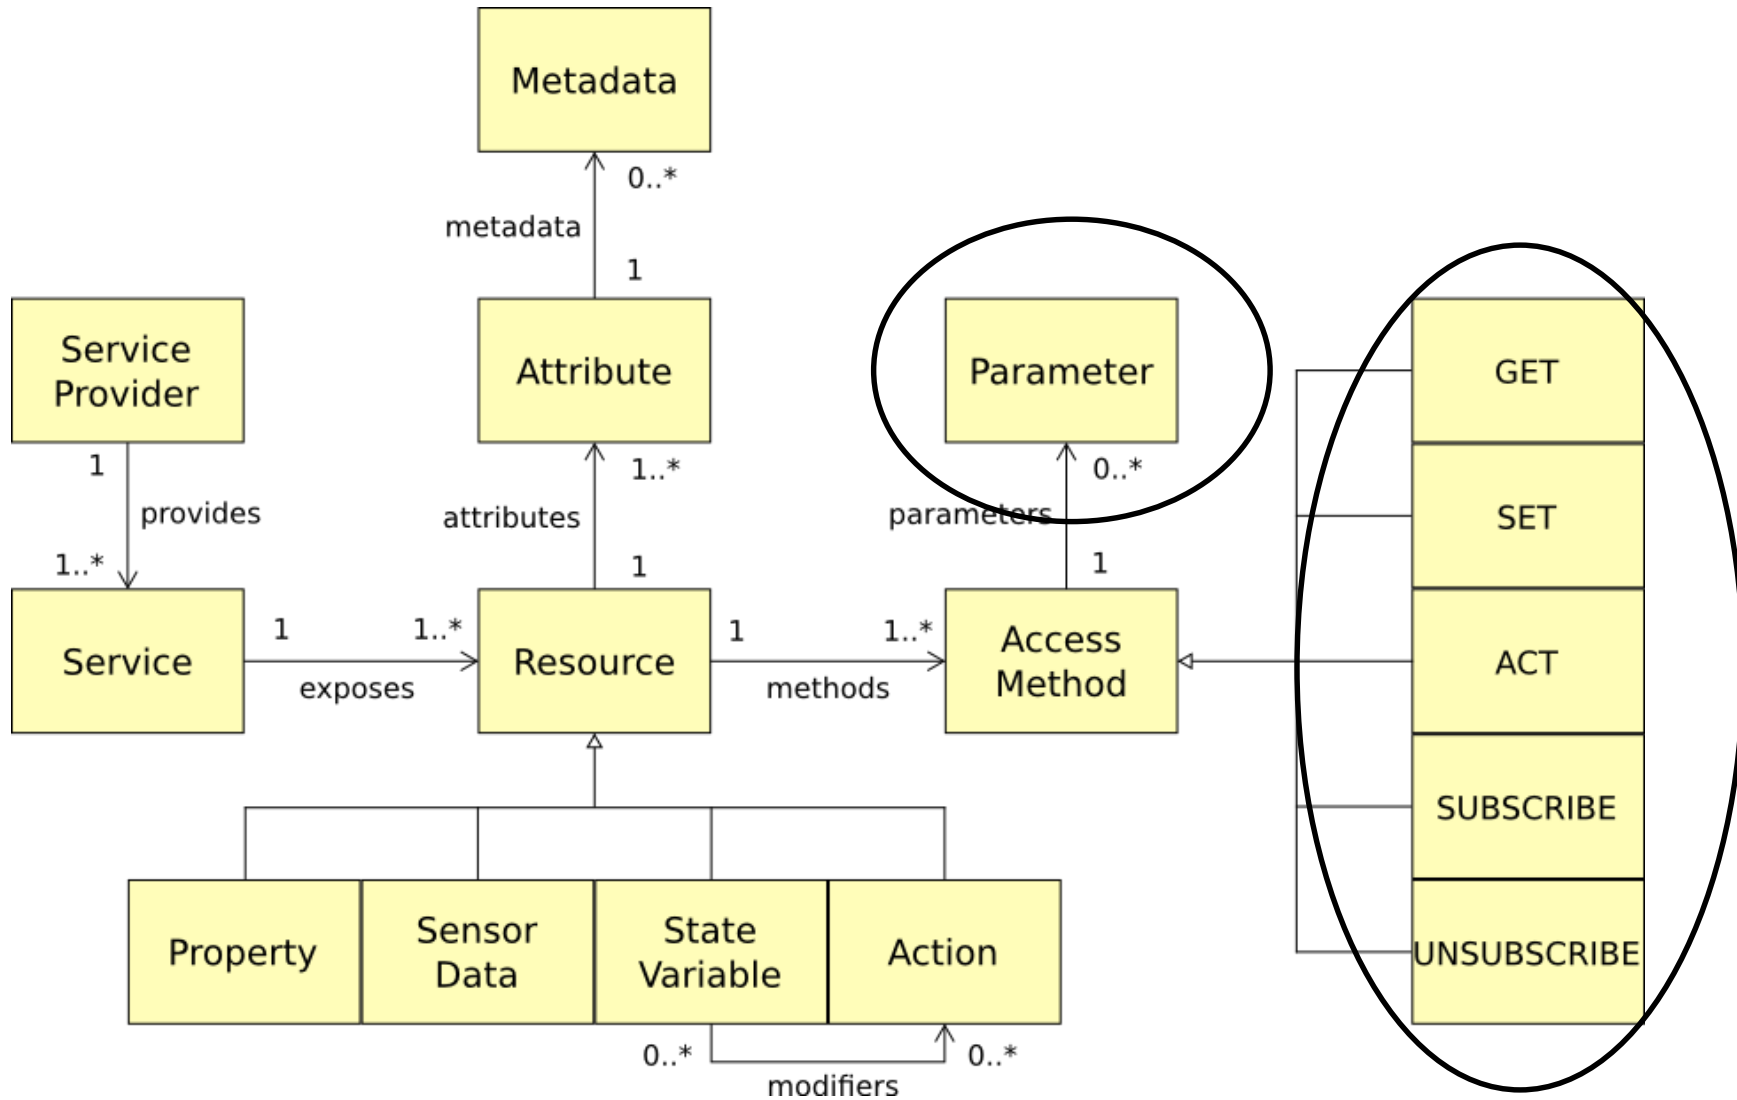 Metadata
0..*
metadata
1
Service
Provider
Attribute
Parameter
GET
1
provides
1..*
1..*
attributes
1
0..*
parameters
1
SET
Service
1
1..*
exposes
Resource
1
1..*
methods
Access
Method
ACT
SUBSCRIBE
UNSUBSCRIBE
Property
Sensor
Data
State
Variable
Action
0..*
0..*
modifiers